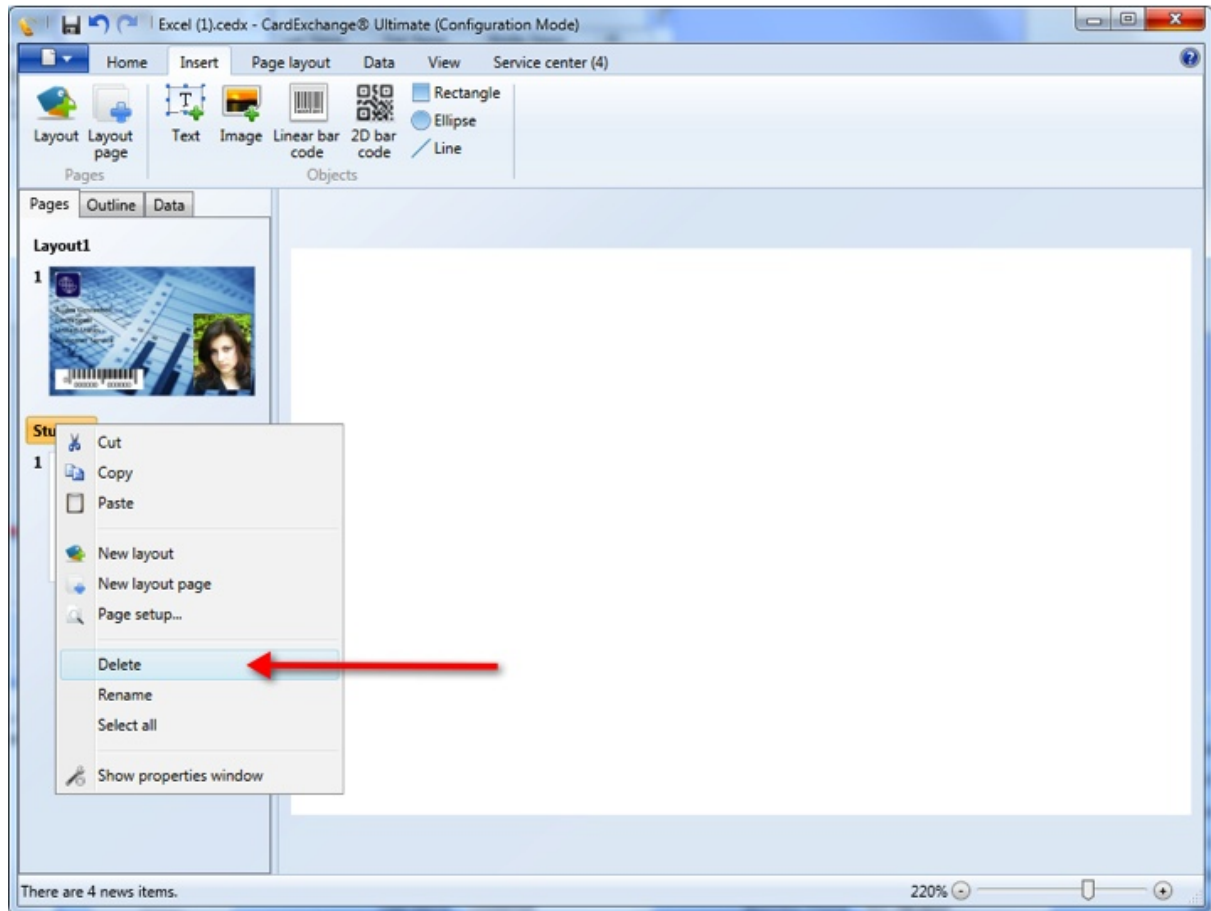 Excel (1).cedx - CardExchange® Ultimate (Configuration Mode)
Home Insert Page layout Data View Service center (4)
Layout
Layout page
Text
Image
Linear bar code
2D bar code
Rectangle
Ellipse
Line
Pages
Objects
Pages Outline Data
Layout1
1
Stu
1
Cut
Copy
Paste
New layout
New layout page
Page setup...
Delete
Rename
Select all
Show properties window
There are 4 news items.
220%